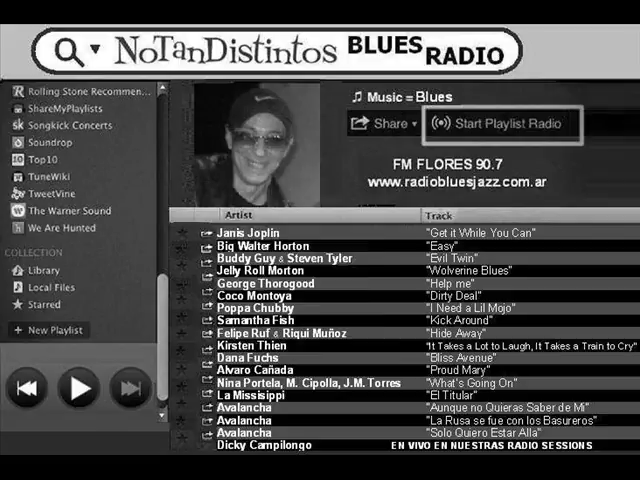 NoTanDistintos BLUES RADIO
Rolling Stone Recommen...
ShareMyPlaylists
Songkick Concerts
Soundrop
Top10
TuneWiki
TweetVine
The Warner Sound
We Are Hunted
COLLECTION
Library
Local Files
Starred
+ New Playlist
♫ Music = Blues
Share
Start Playlist Radio
FM FLORES 90.7
www.radiobluesjazz.com.ar
Artist Track
Janis Joplin "Get it While You Can"
Big Walter Horton "Easy"
Buddy Guy & Steven Tyler "Evil Twin"
Jelly Roll Morton "Wolverine Blues"
George Thorogood "Help me"
Coco Montoya "Dirty Deal"
Poppa Chubby "I Need a Lil Mojo"
Samantha Fish "Kick Around"
Felipe Ruf & Riqui Muñoz "Hide Away"
Kirsten Thien "It Takes a Lot to Laugh, It Takes a Train to Cry"
Dana Fuchs "Bliss Avenue"
Alvaro Cañada "Proud Mary"
Nina Portela, M. Cipolla, J.M. Torres "What's Going On"
La Missisippi "El Titular"
Avalancha "Aunque no Quieras Saber de Mi"
Avalancha "La Rusa se fue con los Basureros"
Avalancha "Solo Quiero Estar Alla"
Dicky Campilongo EN VIVO EN NUESTRAS RADIO SESSIONS